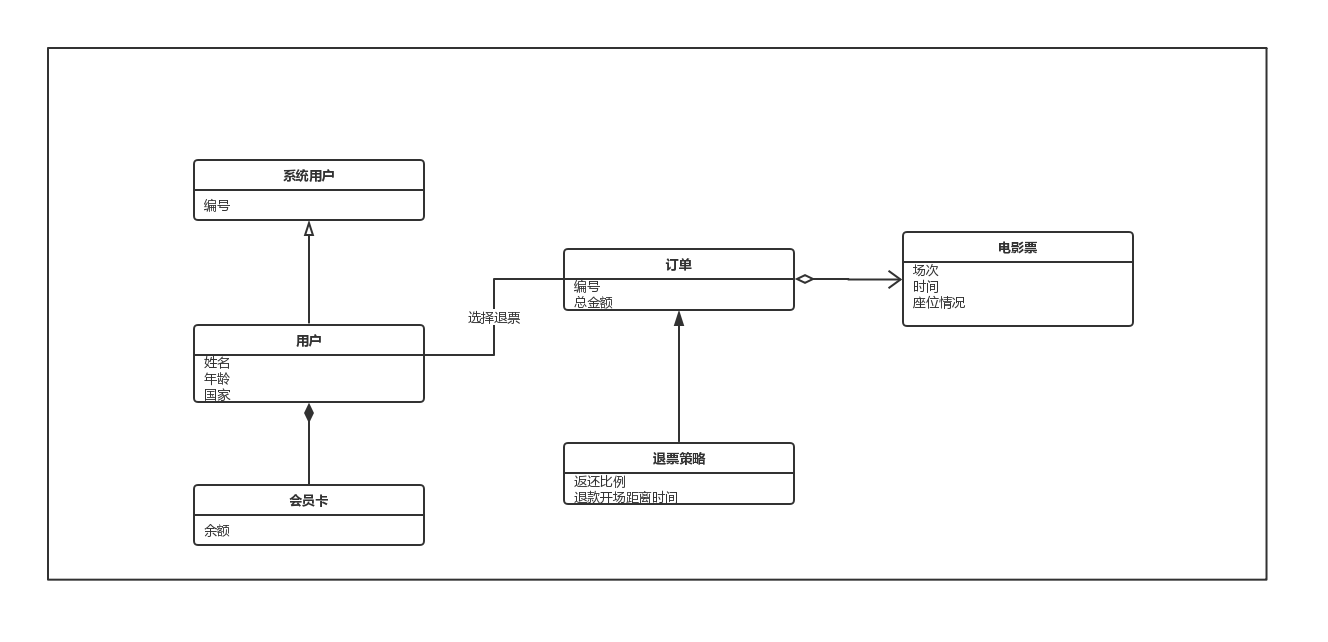 系统用户
编号
用户
姓名
年龄
国家
会员卡
余额
选择退票
订单
编号
总金额
退票策略
返还比例
退款开场距离时间
电影票
场次
时间
座位情况